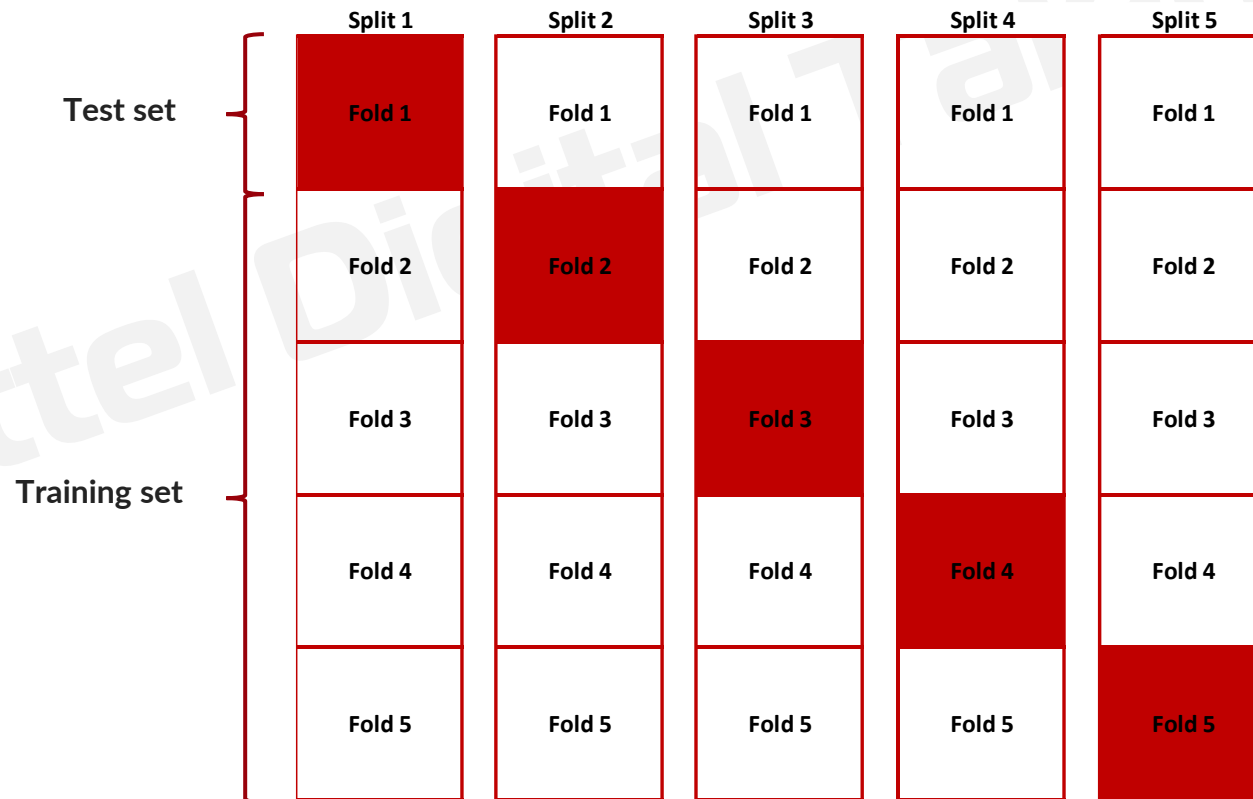 Split 1 Split 2 Split 3 Split 4 Split 5
Test set
Fold 1 Fold 1 Fold 1 Fold 1 Fold 1
Fold 2 Fold 2 Fold 2 Fold 2 Fold 2
Fold 3 Fold 3 Fold 3 Fold 3 Fold 3
Training set
Fold 4 Fold 4 Fold 4 Fold 4 Fold 4
Fold 5 Fold 5 Fold 5 Fold 5 Fold 5